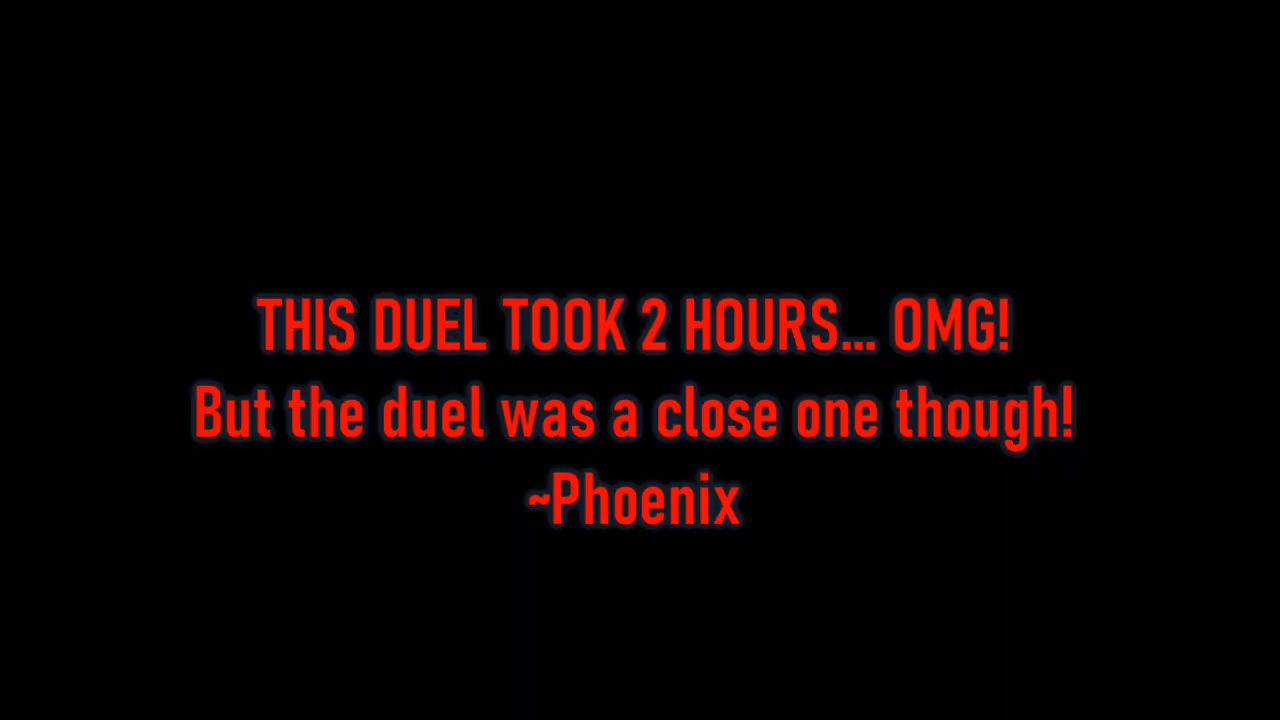 THIS DUEL TOOK 2 HOURS... OMG!
But the duel was a close one though!
~Phoenix